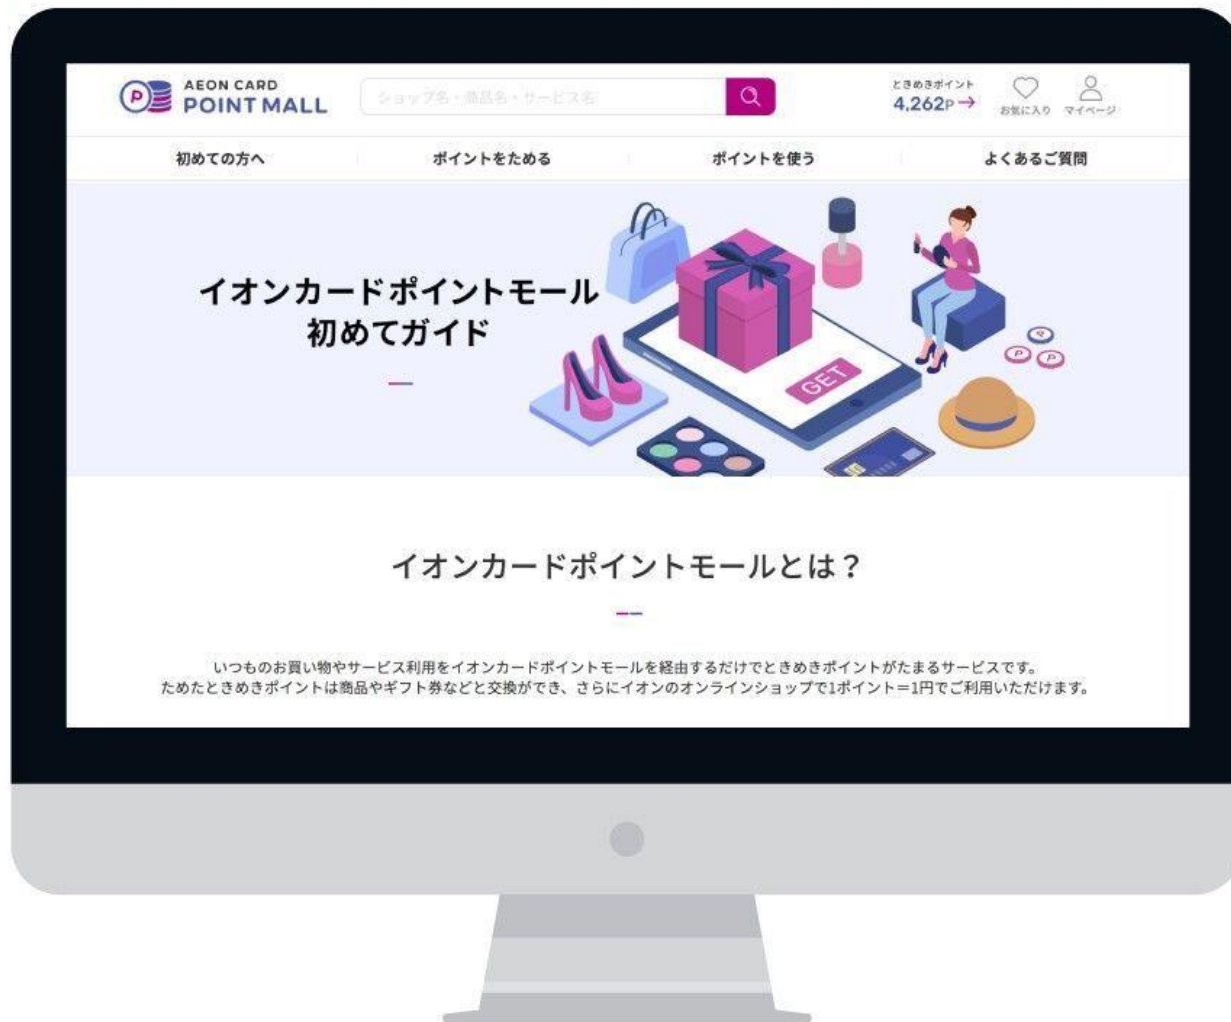 AEON CARD
POINT MALL
ショップ名・商品名・サービス名
ときめきポイント
4,262P→
お気に入り
マイページ
初めての方へ
ポイントをためる
ポイントを使う
よくあるご質問
イオンカードポイントモール
初めてガイド
GET
イオンカードポイントモールとは？
いつものお買い物やサービス利用をイオンカードポイントモールを経由するだけでときめきポイントがたまるサービスです。
ためたときめきポイントは商品やギフト券などと交換ができ、さらにイオンのオンラインショップで1ポイント＝1円でご利用いただけます。